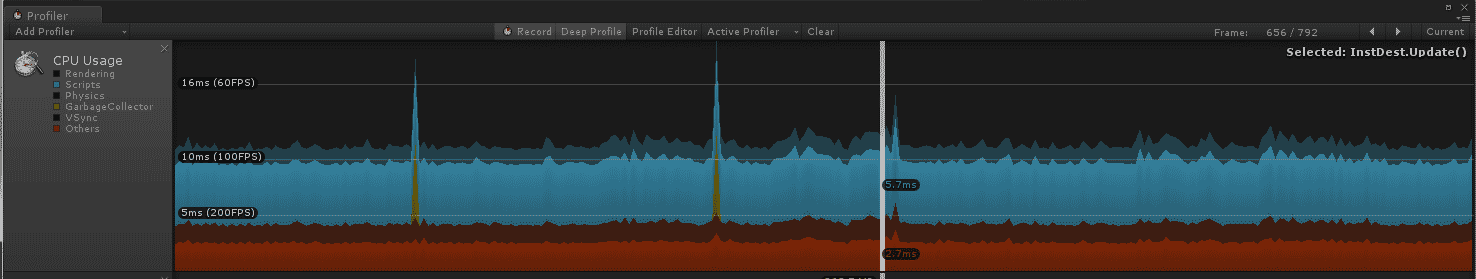 Profiler
Add Profiler Record Deep Profile Profile Editor Active Profiler Clear Frame: 656 / 792 Current
CPU Usage
Rendering
Scripts
Physics
GarbageCollector
VSync
Others
Selected: InstDest.Update()
16ms (60FPS)
10ms (100FPS)
5.7ms
5ms (200FPS)
2.7ms